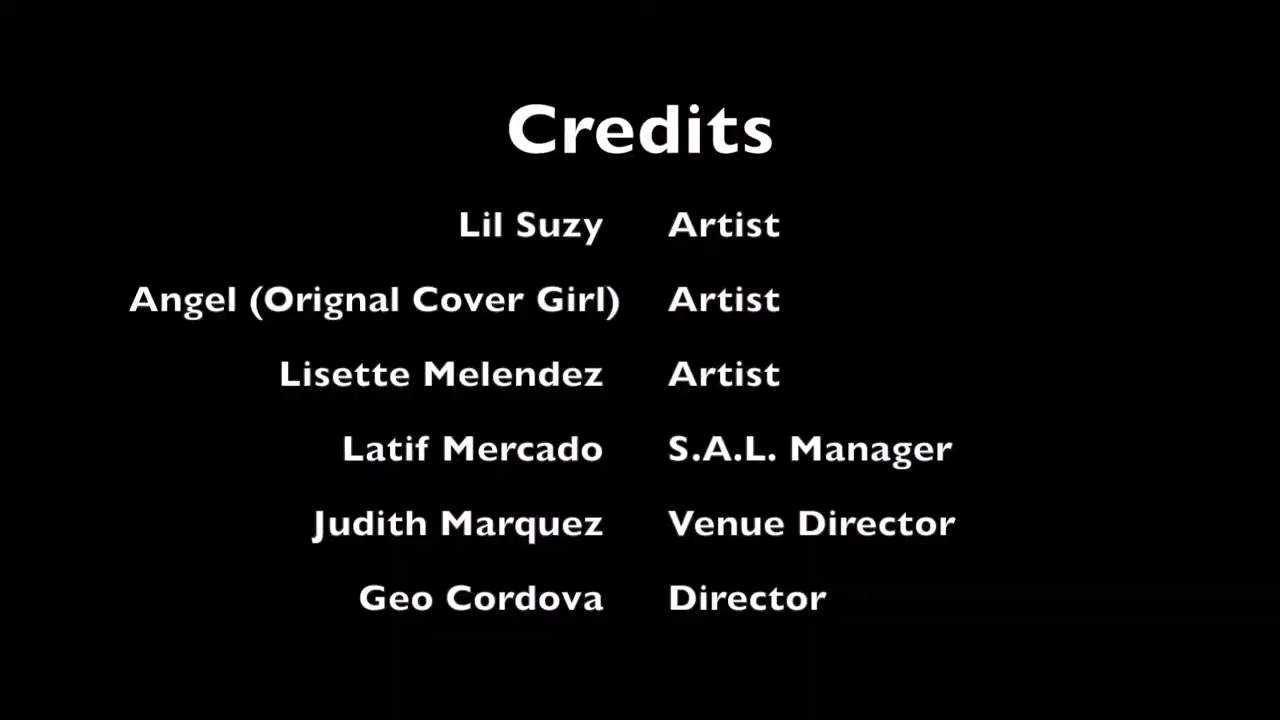 Credits
Lil Suzy Artist
Angel (Orignal Cover Girl) Artist
Lisette Melendez Artist
Latif Mercado S.A.L. Manager
Judith Marquez Venue Director
Geo Cordova Director